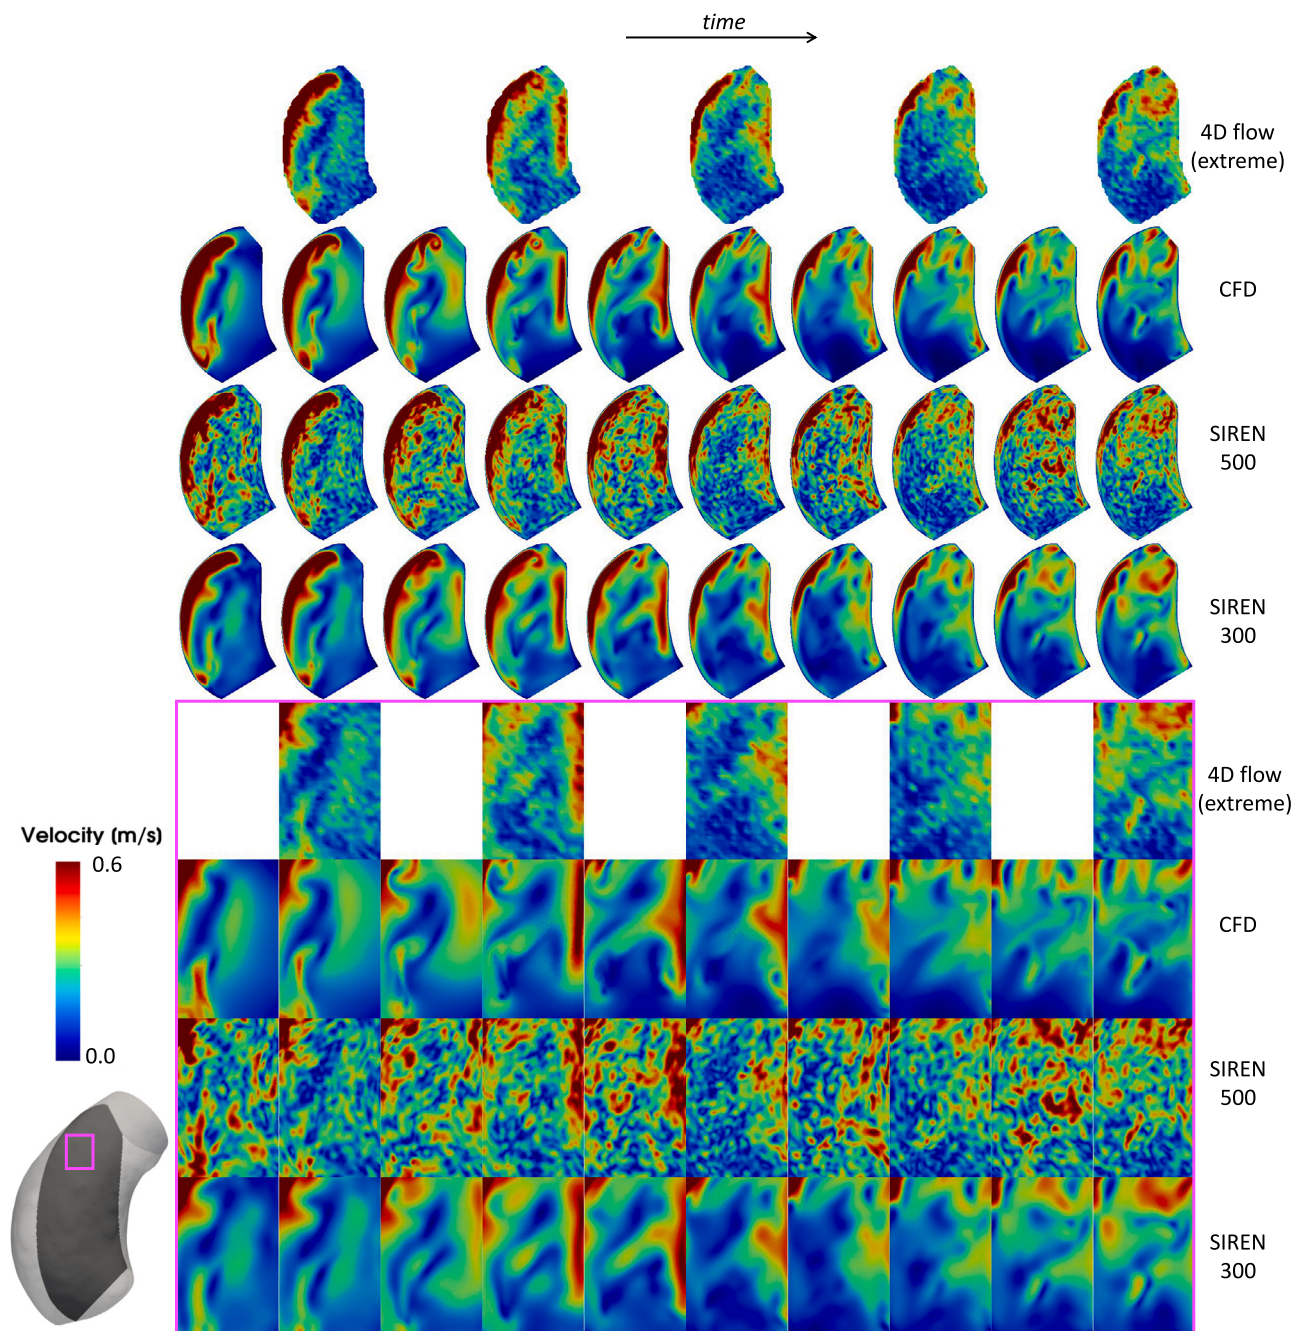 time
4D flow
(extreme)
CFD
SIREN
500
SIREN
300
4D flow
(extreme)
Velocity (m/s)
0.6
CFD
0.0
SIREN
500
SIREN
300